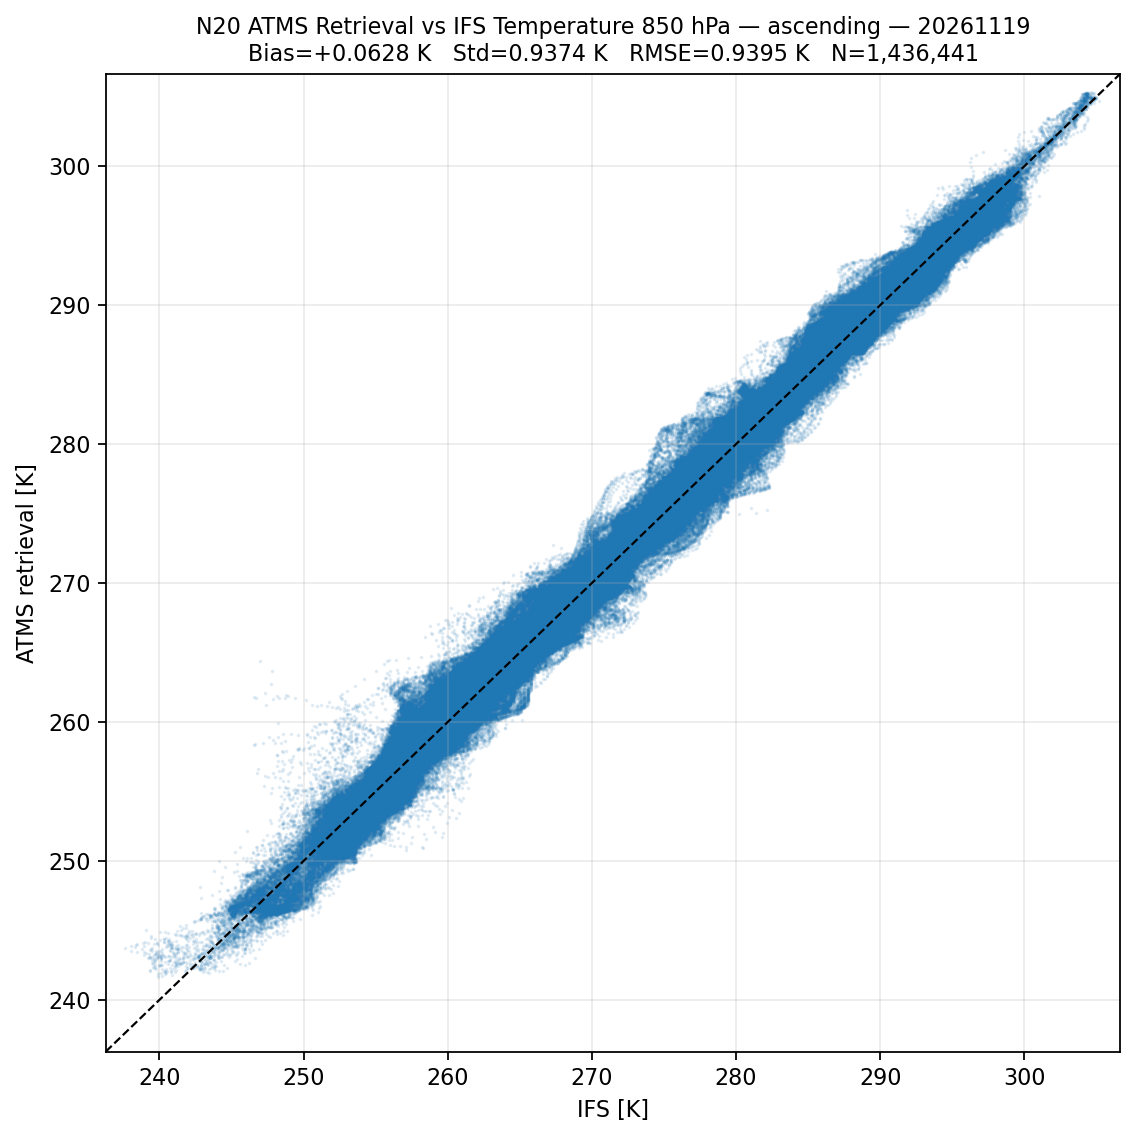 N20 ATMS Retrieval vs IFS Temperature 850 hPa — ascending — 20261119
Bias=+0.0628 K   Std=0.9374 K   RMSE=0.9395 K   N=1,436,441
ATMS retrieval [K]
300
290
280
270
260
250
240
240 250 260 270 280 290 300
IFS [K]